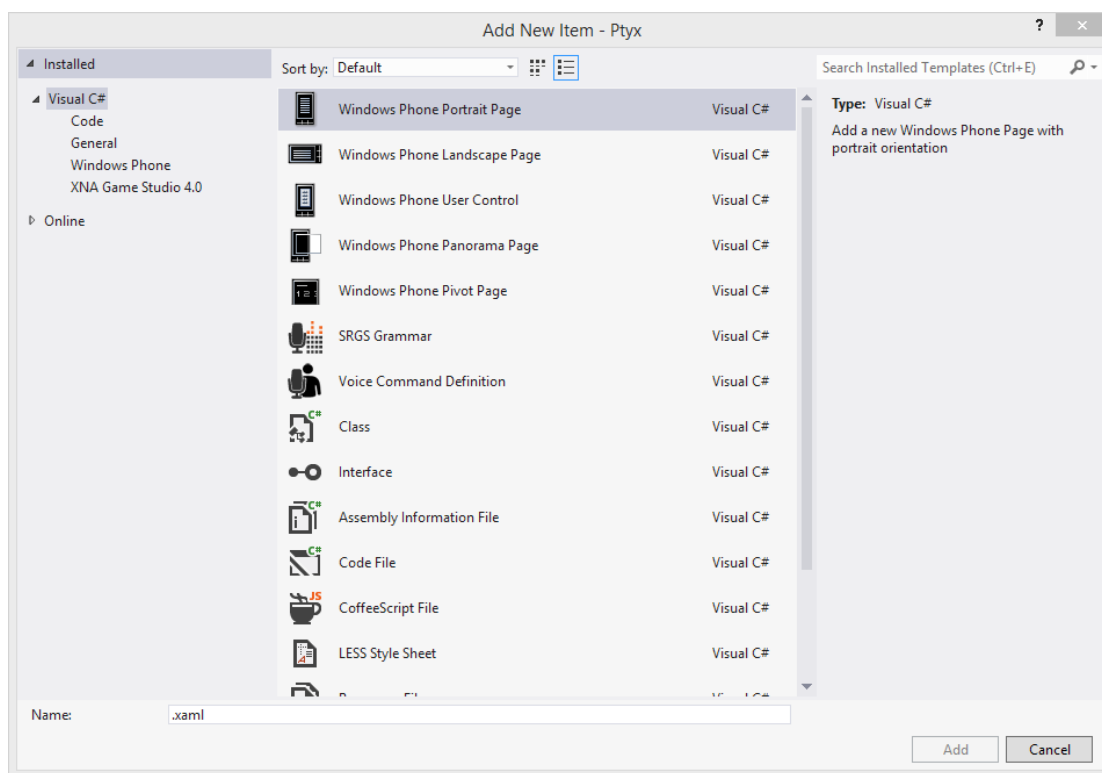 Add New Item - Ptyx
?
Installed
Sort by: Default
Search Installed Templates (Ctrl+E)
Visual C#
Code
General
Windows Phone
XNA Game Studio 4.0
Online
Windows Phone Portrait Page Visual C#
Windows Phone Landscape Page Visual C#
Windows Phone User Control Visual C#
Windows Phone Panorama Page Visual C#
Windows Phone Pivot Page Visual C#
SRGS Grammar Visual C#
Voice Command Definition Visual C#
C#
Class Visual C#
Interface Visual C#
C#
Assembly Information File Visual C#
C#
Code File Visual C#
JS
CoffeeScript File Visual C#
LESS Style Sheet Visual C#
Type: Visual C#
Add a new Windows Phone Page with
portrait orientation
Name: .xaml
Add Cancel